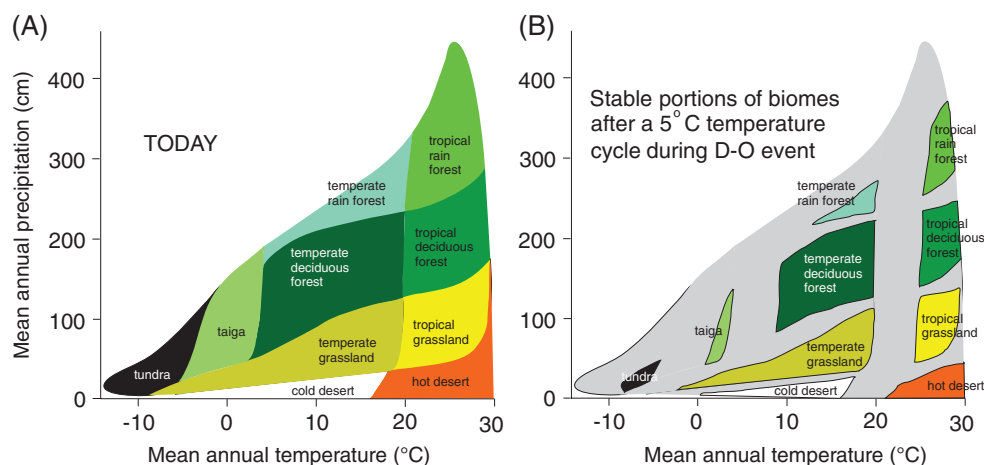 (A)
Mean annual precipitation (cm)
400
300
200
100
0
TODAY
tropical
rain
forest
temperate
rain forest
tropical
deciduous
forest
temperate
deciduous
forest
taiga
temperate
grassland
tropical
grassland
tundra
cold desert
hot desert
-10
0
10
20
30
Mean annual temperature (°C)
(B)
400
300
200
100
0
Stable portions of biomes
after a 5° C temperature
cycle during D-O event
tropical
rain
forest
temperate
rain forest
tropical
deciduous
forest
temperate
deciduous
forest
taiga
temperate
grassland
tropical
grassland
tundra
cold desert
hot desert
-10
0
10
20
30
Mean annual temperature (°C)